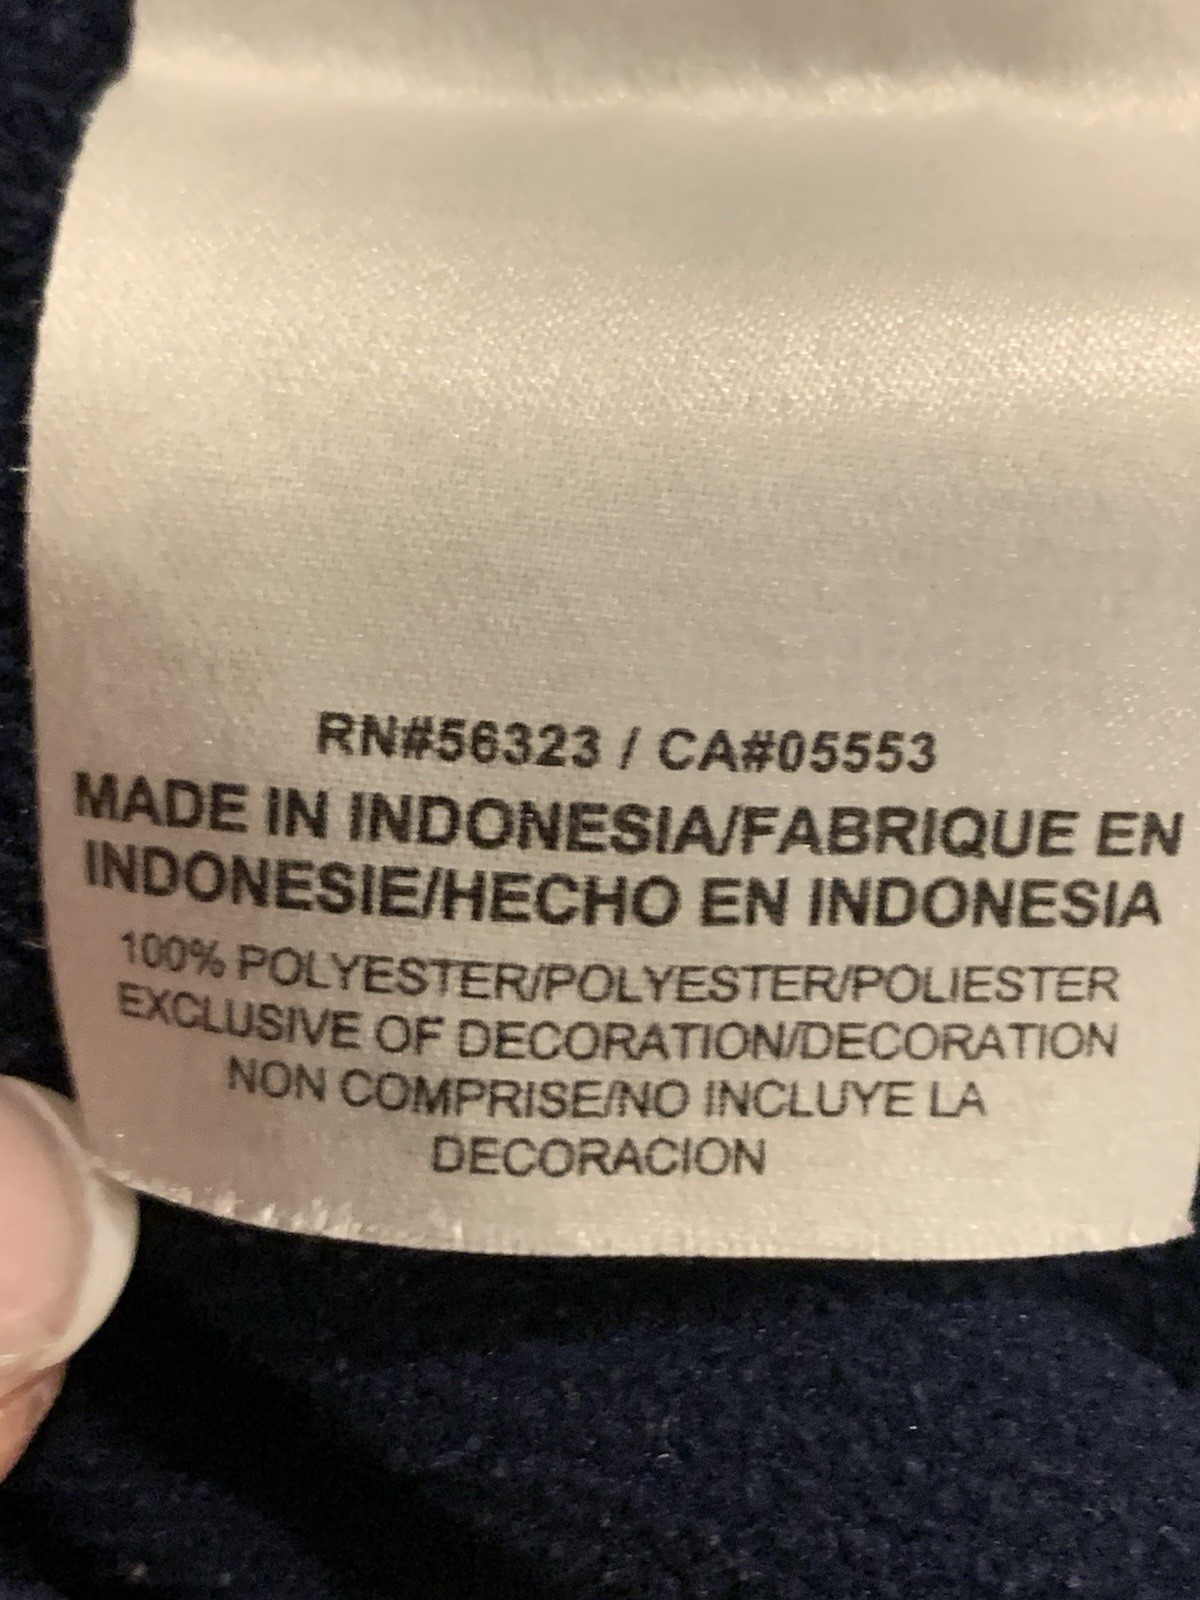 RN#56323 / CA#05553
MADE IN INDONESIA/FABRIQUE EN
INDONESIE/HECHO EN INDONESIA
100% POLYESTER/POLYESTER/POLIESTER
EXCLUSIVE OF DECORATION/DECORATION
NON COMPRISE/NO INCLUYE LA
DECORACION